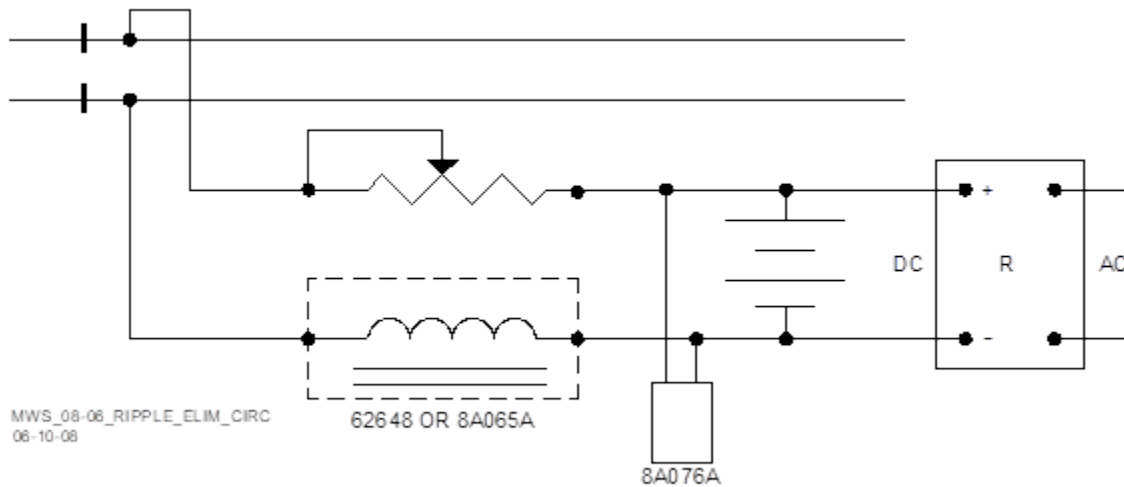 +
DC
R
AC
-
MWS_08-06_RIPPLE_ELIM_CIRC
06-10-08
62648 OR 8A065A
8A076A